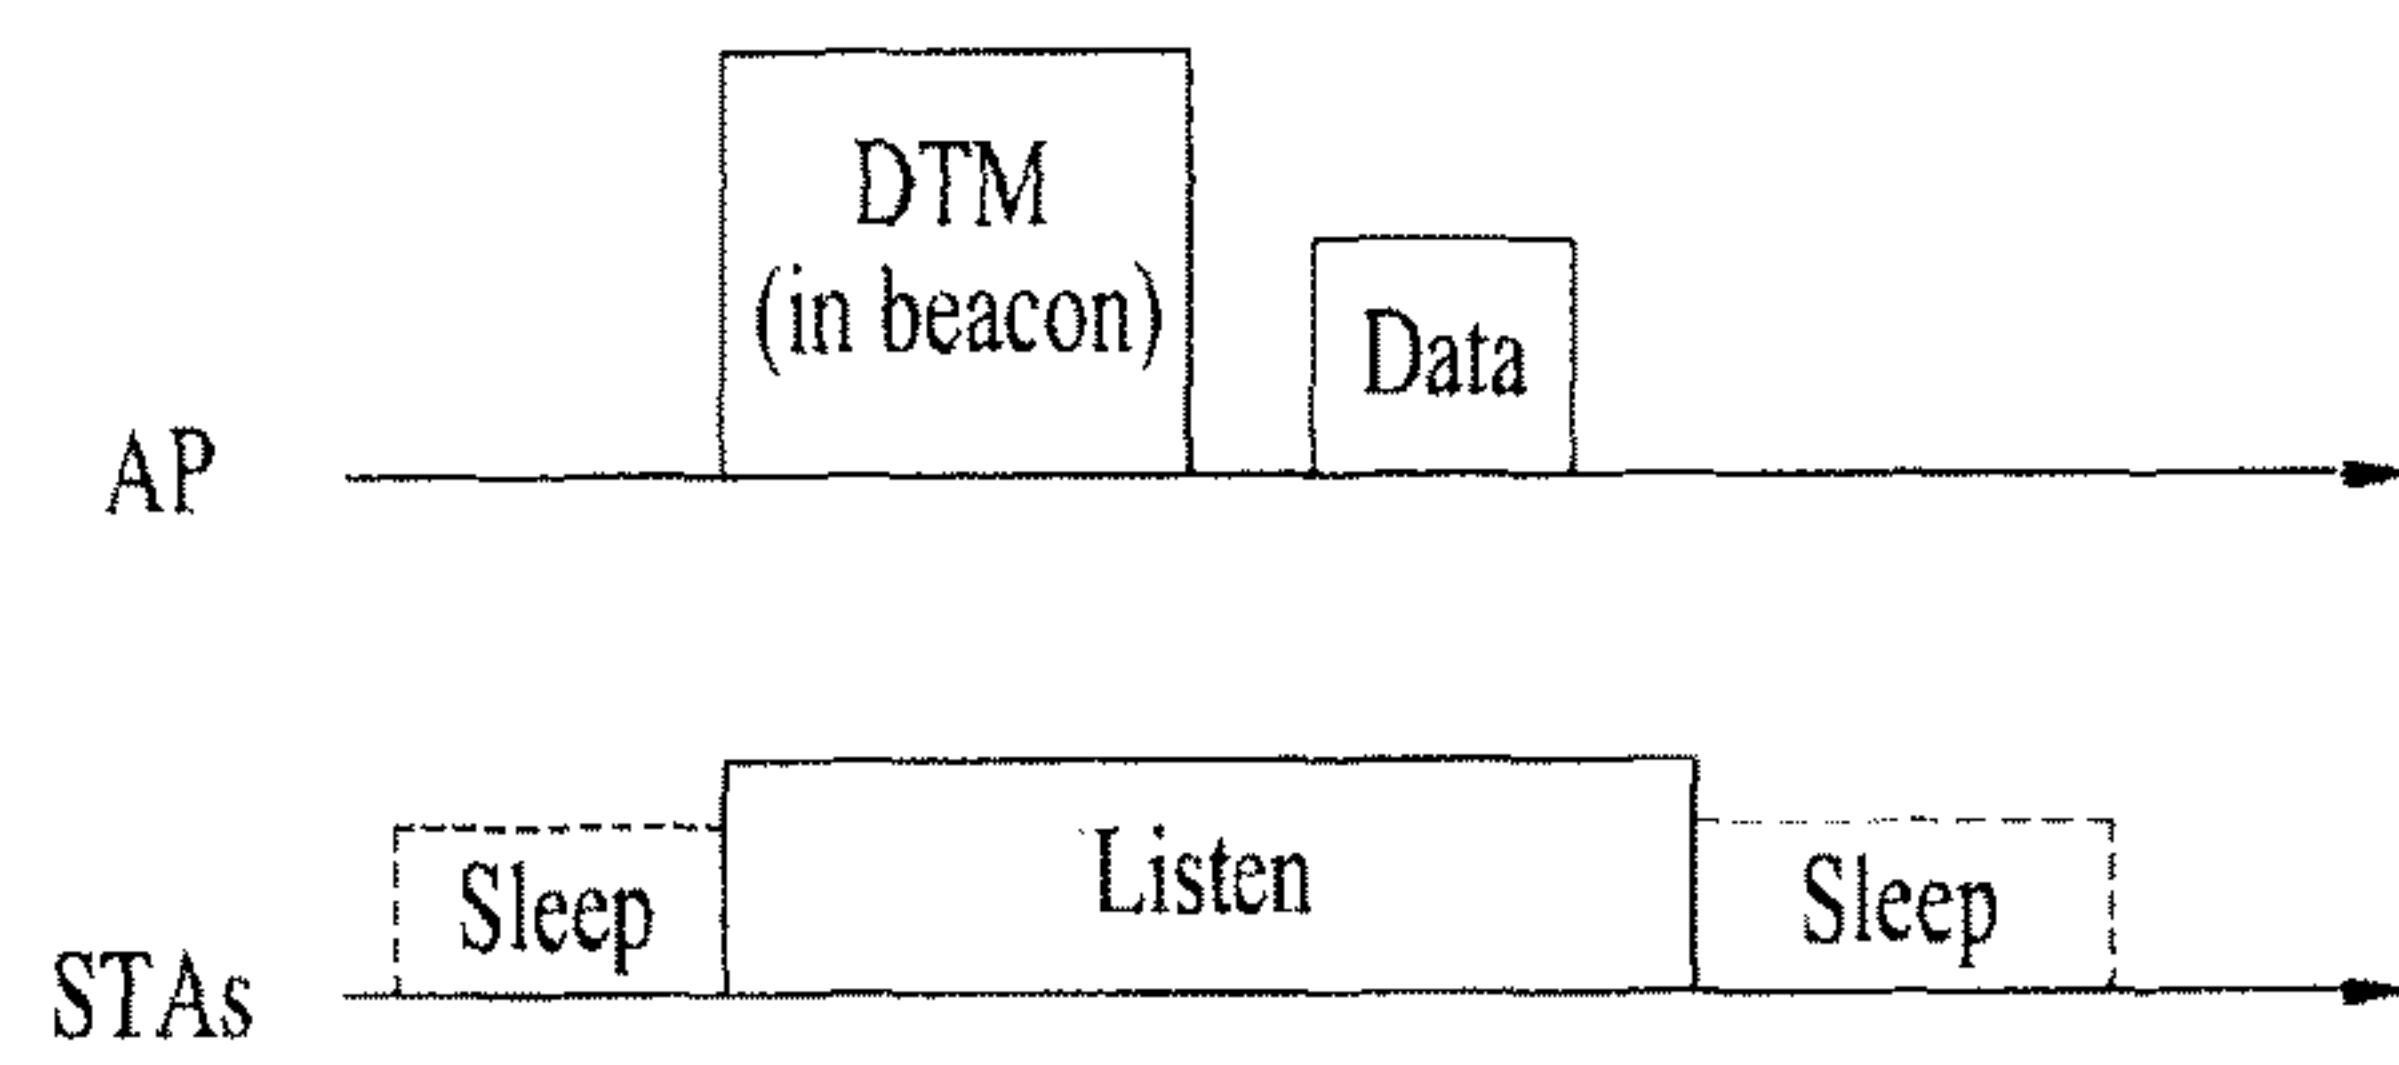 DTM
(in beacon)
Data
AP
Listen
Sleep
Sleep
STAs